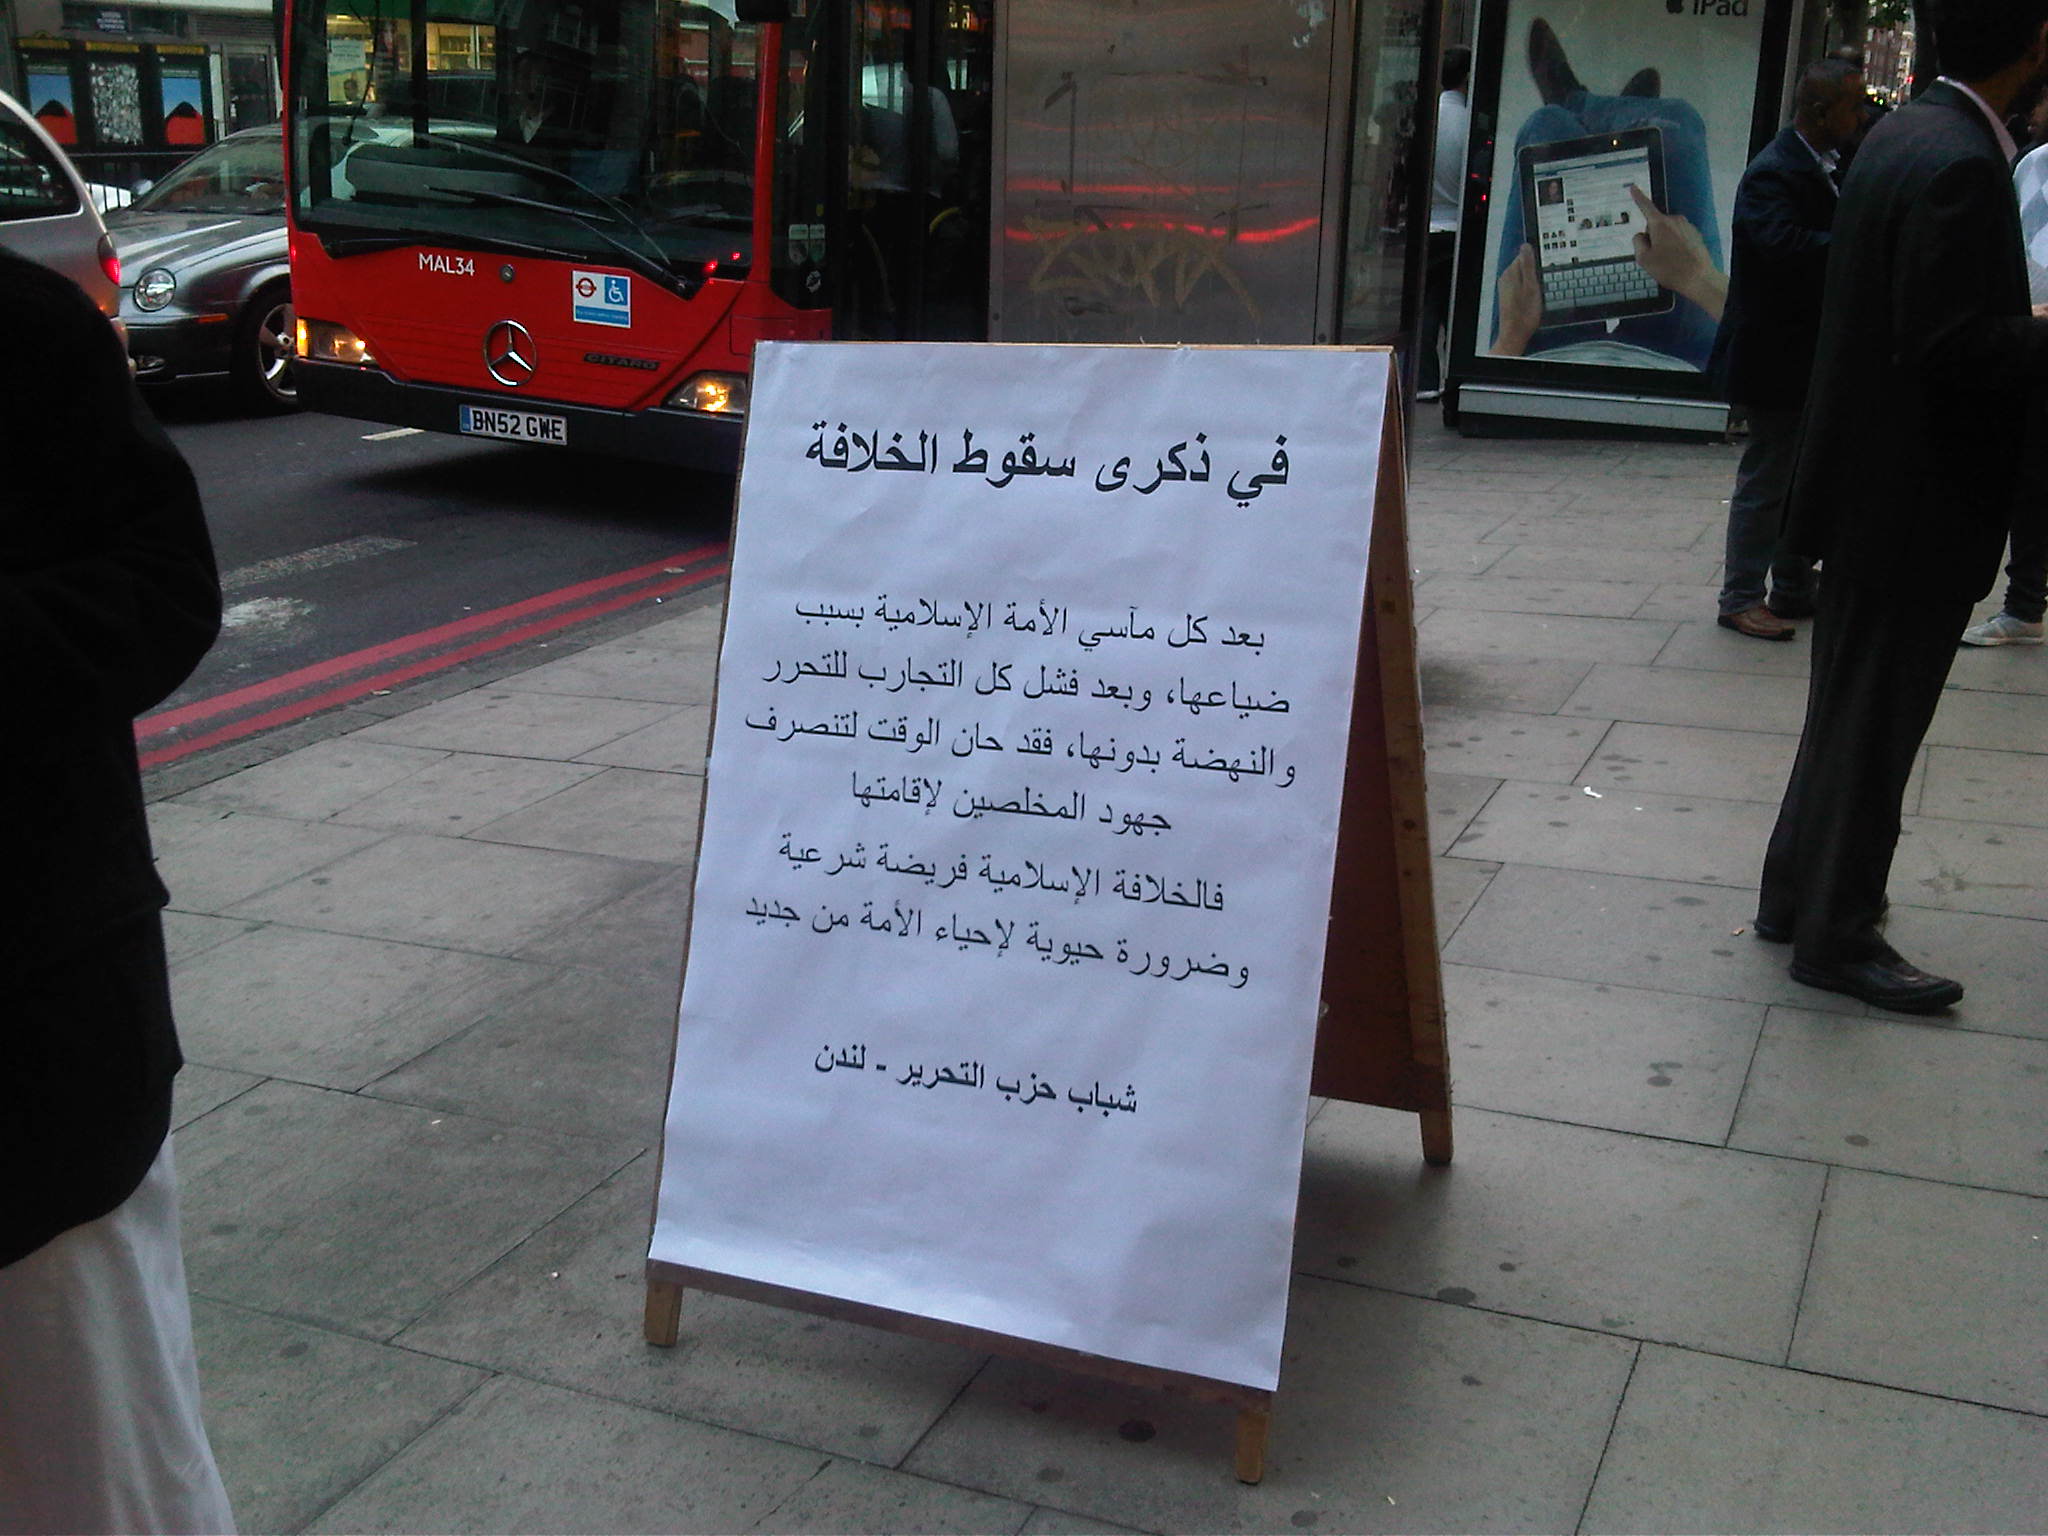 iPad
MAL34
CITARO
BN52 GWE
في ذكرى سقوط الخلافة
بعد كل مآسي الأمة الإسلامية بسبب
ضياعها، وبعد فشل كل التجارب للتحرر
والنهضة بدونها، فقد حان الوقت لتنصرف
جهود المخلصين لإقامتها
فالخلافة الإسلامية فريضة شرعية
وضرورة حيوية لإحياء الأمة من جديد
شباب حزب التحرير - لندن